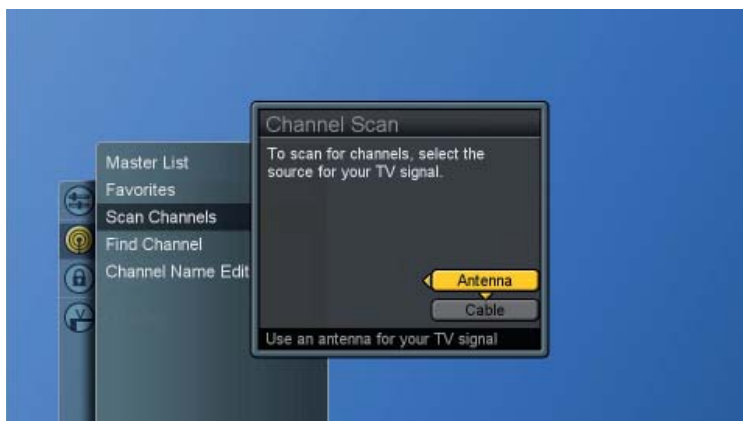 Channel Scan
To scan for channels, select the
source for your TV signal.
Master List
Favorites
Scan Channels
Find Channel
Channel Name Edit
Antenna
Cable
Use an antenna for your TV signal